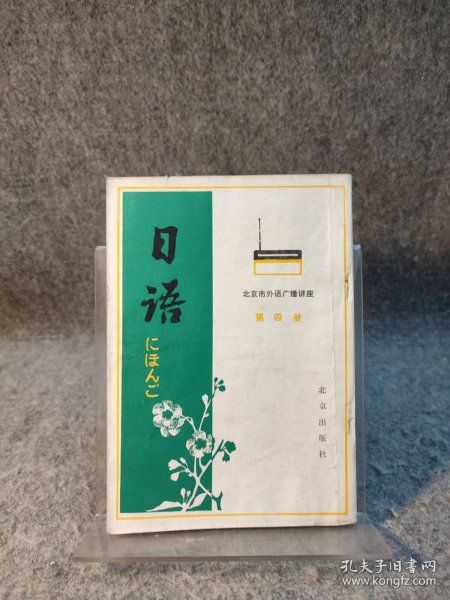 日语
にほんご
北京市外语广播讲座
第四册
北京出版社
孔夫子旧书网
www.kongfz.com